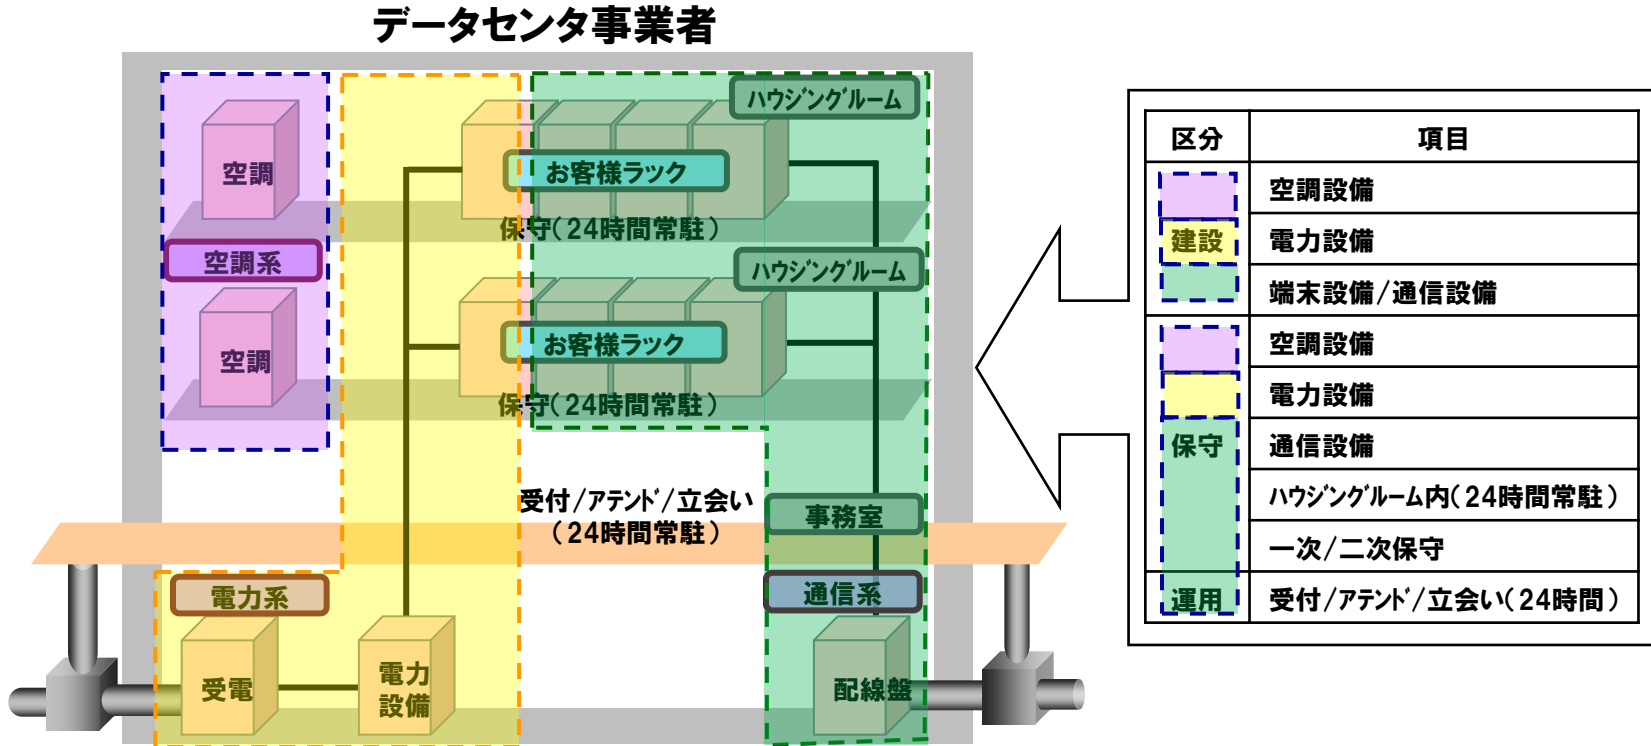 データセンタ事業者
ハウジングルーム
空調
お客様ラック
保守(24時間常駐)
空調系
ハウジングルーム
空調
お客様ラック
保守(24時間常駐)
受付/アテンド/立会い
(24時間常駐)
事務室
電力系
通信系
受電
電力
設備
配線盤
区分 項目
建設 空調設備
電力設備
端末設備/通信設備
保守 空調設備
電力設備
通信設備
ハウジングルーム内(24時間常駐)
一次/二次保守
運用 受付/アテンド/立会い(24時間)